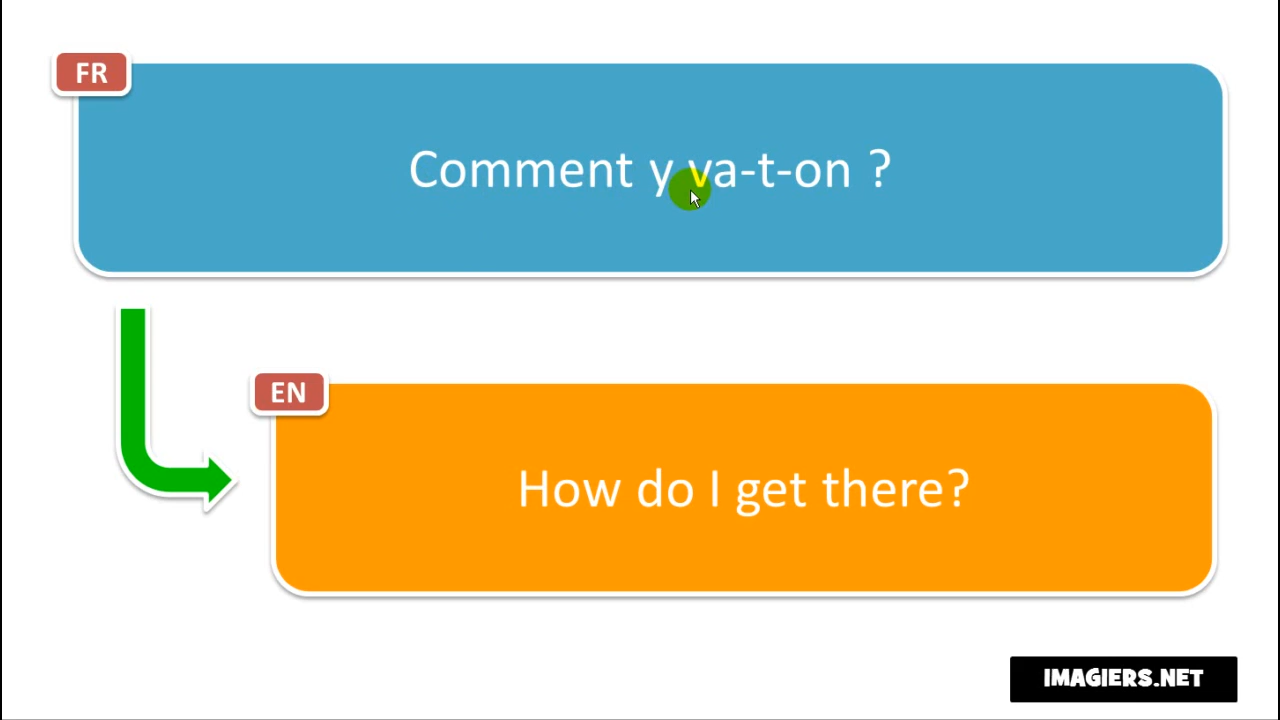 FR
Comment y va-t-on ?
EN
How do I get there?
IMAGIERS.NET